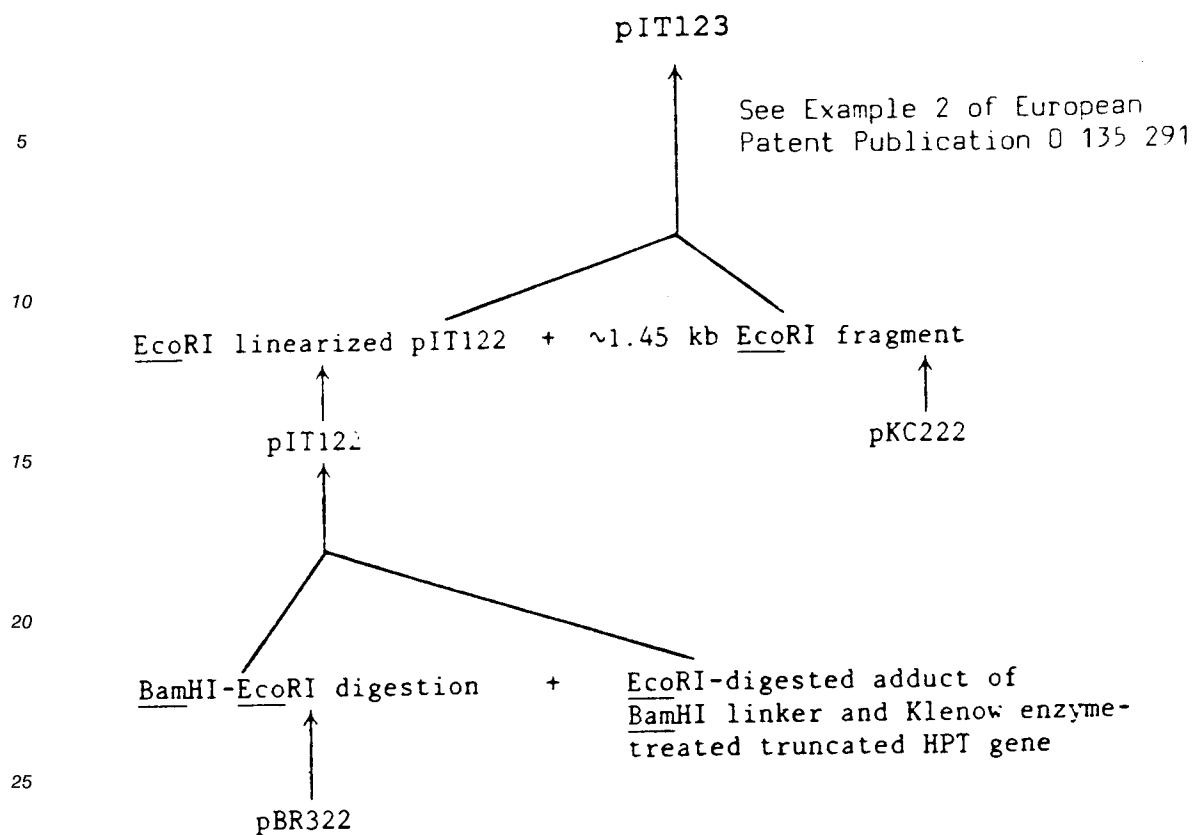 pIT123
See Example 2 of European
5
Patent Publication 0 135 291
10
EcoRI linearized pIT122 + ~1.45 kb EcoRI fragment
pIT122 pKC222
15
20
BamHI-EcoRI digestion + EcoRI-digested adduct of
BamHI linker and Klenow enzyme-
treated truncated HPT gene
25
pBR322